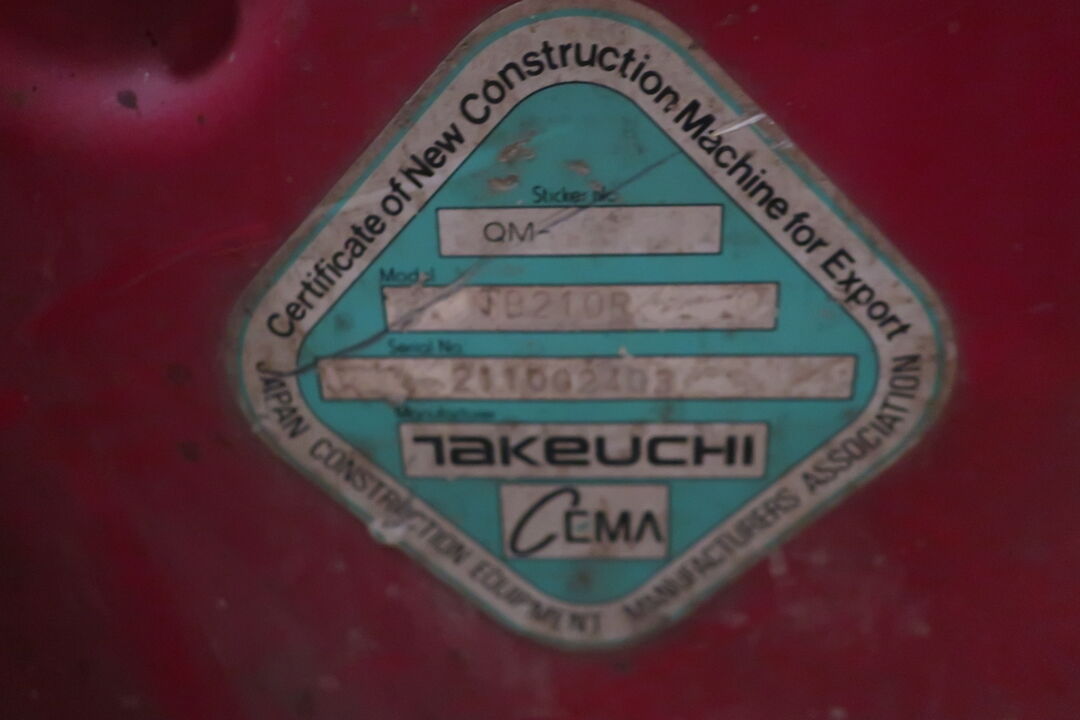 Certificate of New Construction Machine for Export
Sticker No.
QM-
Model
TB210R
Serial No.
Manufacturer
TAKEUCHI
CEMA
JAPAN CONSTRUCTION EQUIPMENT MANUFACTURERS ASSOCIATION